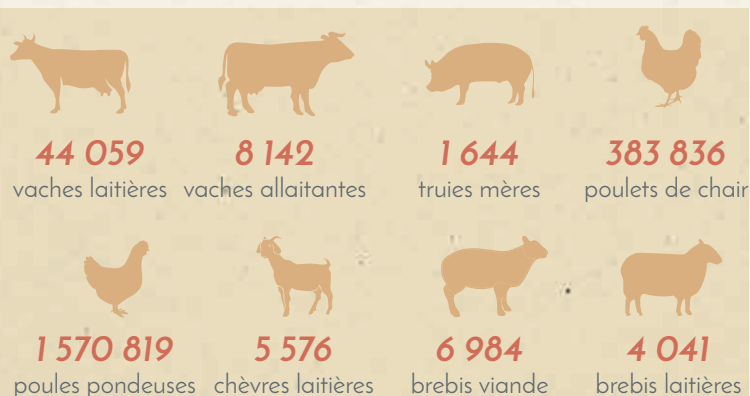 44 059 8 142 1 644 383 836
vaches laitières vaches allaitantes truies mères poulets de chair
1 570 819 5 576 6 984 4 041
poules pondeuses chèvres laitières brebis viande brebis laitières